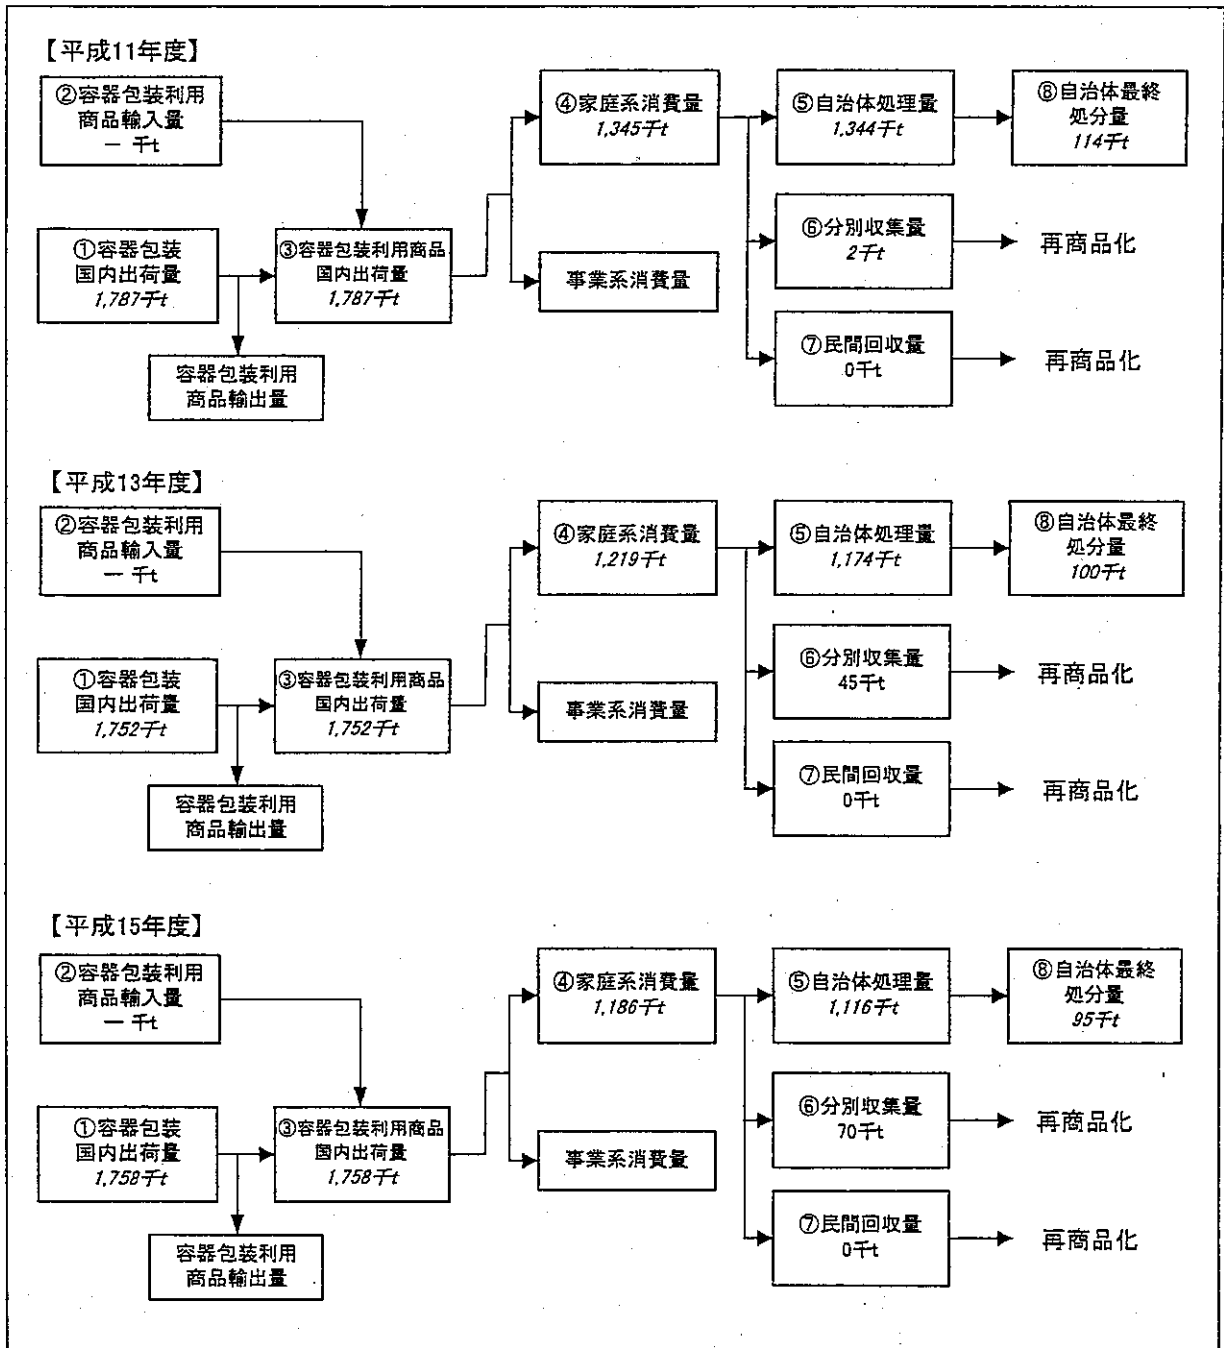 【平成11年度】
②容器包装利用
商品輸入量
― 千t
①容器包装
国内出荷量
1,787千t
容器包装利用
商品輸出量
③容器包装利用商品
国内出荷量
1,787千t
④家庭系消費量
1,345千t
事業系消費量
⑤自治体処理量
1,344千t
⑧自治体最終
処分量
114千t
⑥分別収集量
2千t
再商品化
⑦民間回収量
0千t
再商品化
【平成13年度】
②容器包装利用
商品輸入量
― 千t
①容器包装
国内出荷量
1,752千t
容器包装利用
商品輸出量
③容器包装利用商品
国内出荷量
1,752千t
④家庭系消費量
1,219千t
事業系消費量
⑤自治体処理量
1,174千t
⑧自治体最終
処分量
100千t
⑥分別収集量
45千t
再商品化
⑦民間回収量
0千t
再商品化
【平成15年度】
②容器包装利用
商品輸入量
― 千t
①容器包装
国内出荷量
1,758千t
容器包装利用
商品輸出量
③容器包装利用商品
国内出荷量
1,758千t
④家庭系消費量
1,186千t
事業系消費量
⑤自治体処理量
1,116千t
⑧自治体最終
処分量
95千t
⑥分別収集量
70千t
再商品化
⑦民間回収量
0千t
再商品化